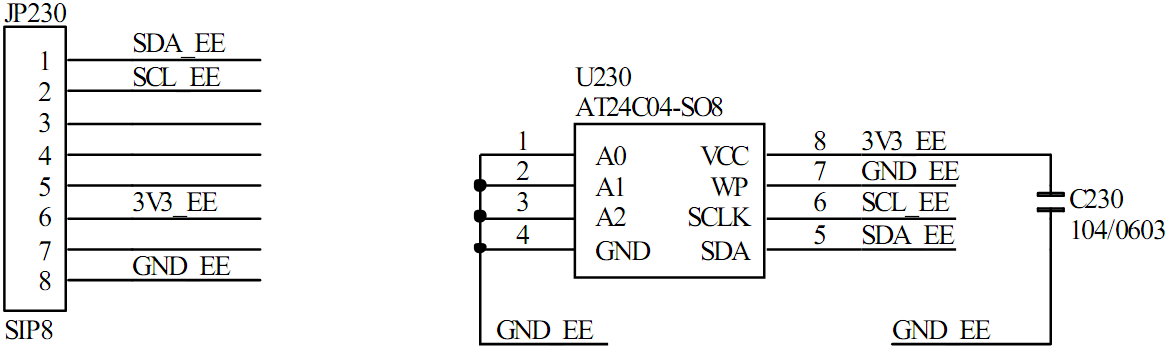 JP230
1 SDA_EE
2 SCL_EE
3
4
5
6 3V3_EE
7
8 GND_EE
SIP8
U230
AT24C04-SO8
1 A0 VCC 8 3V3_EE
2 A1 WP 7 GND_EE
3 A2 SCLK 6 SCL_EE
4 GND SDA 5 SDA_EE
GND_EE
C230
104/0603
GND_EE